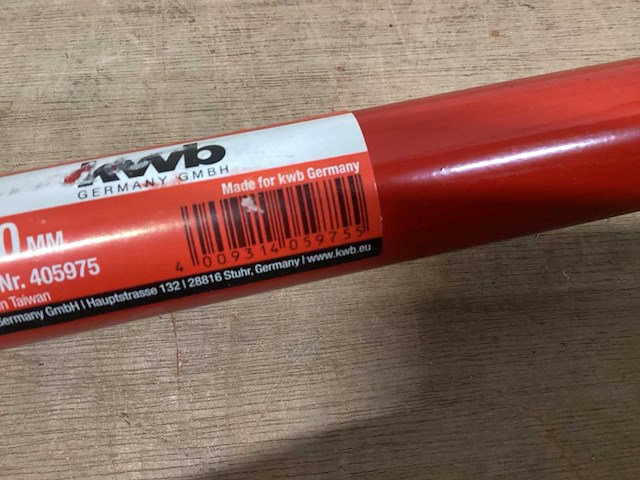 kwb
GERMANY GMBH
Made for kwb Germany
0 MM
Nr. 405975
4 009314 059755
n Taiwan
Germany GmbH | Hauptstrasse 132 | 28816 Stuhr, Germany | www.kwb.eu